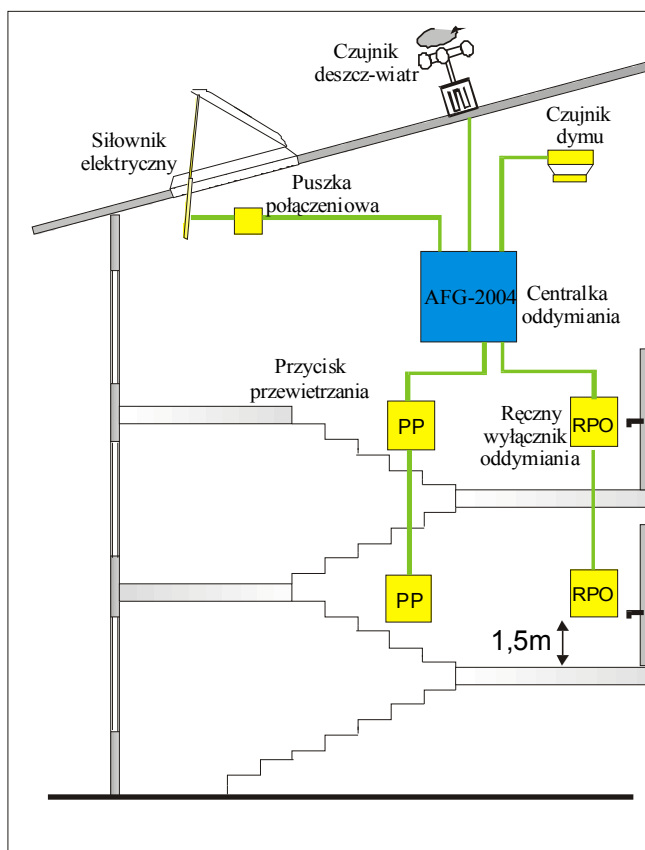 Czujnik
deszcz-wiatr
Czujnik
dymu
Siłownik
elektryczny
Puszka
połączeniowa
AFG-2004
Centralka
oddymiania
Przycisk
przewietrzania
PP
Ręczny
wyłącznik
oddymiania
RPO
PP
RPO
1,5m